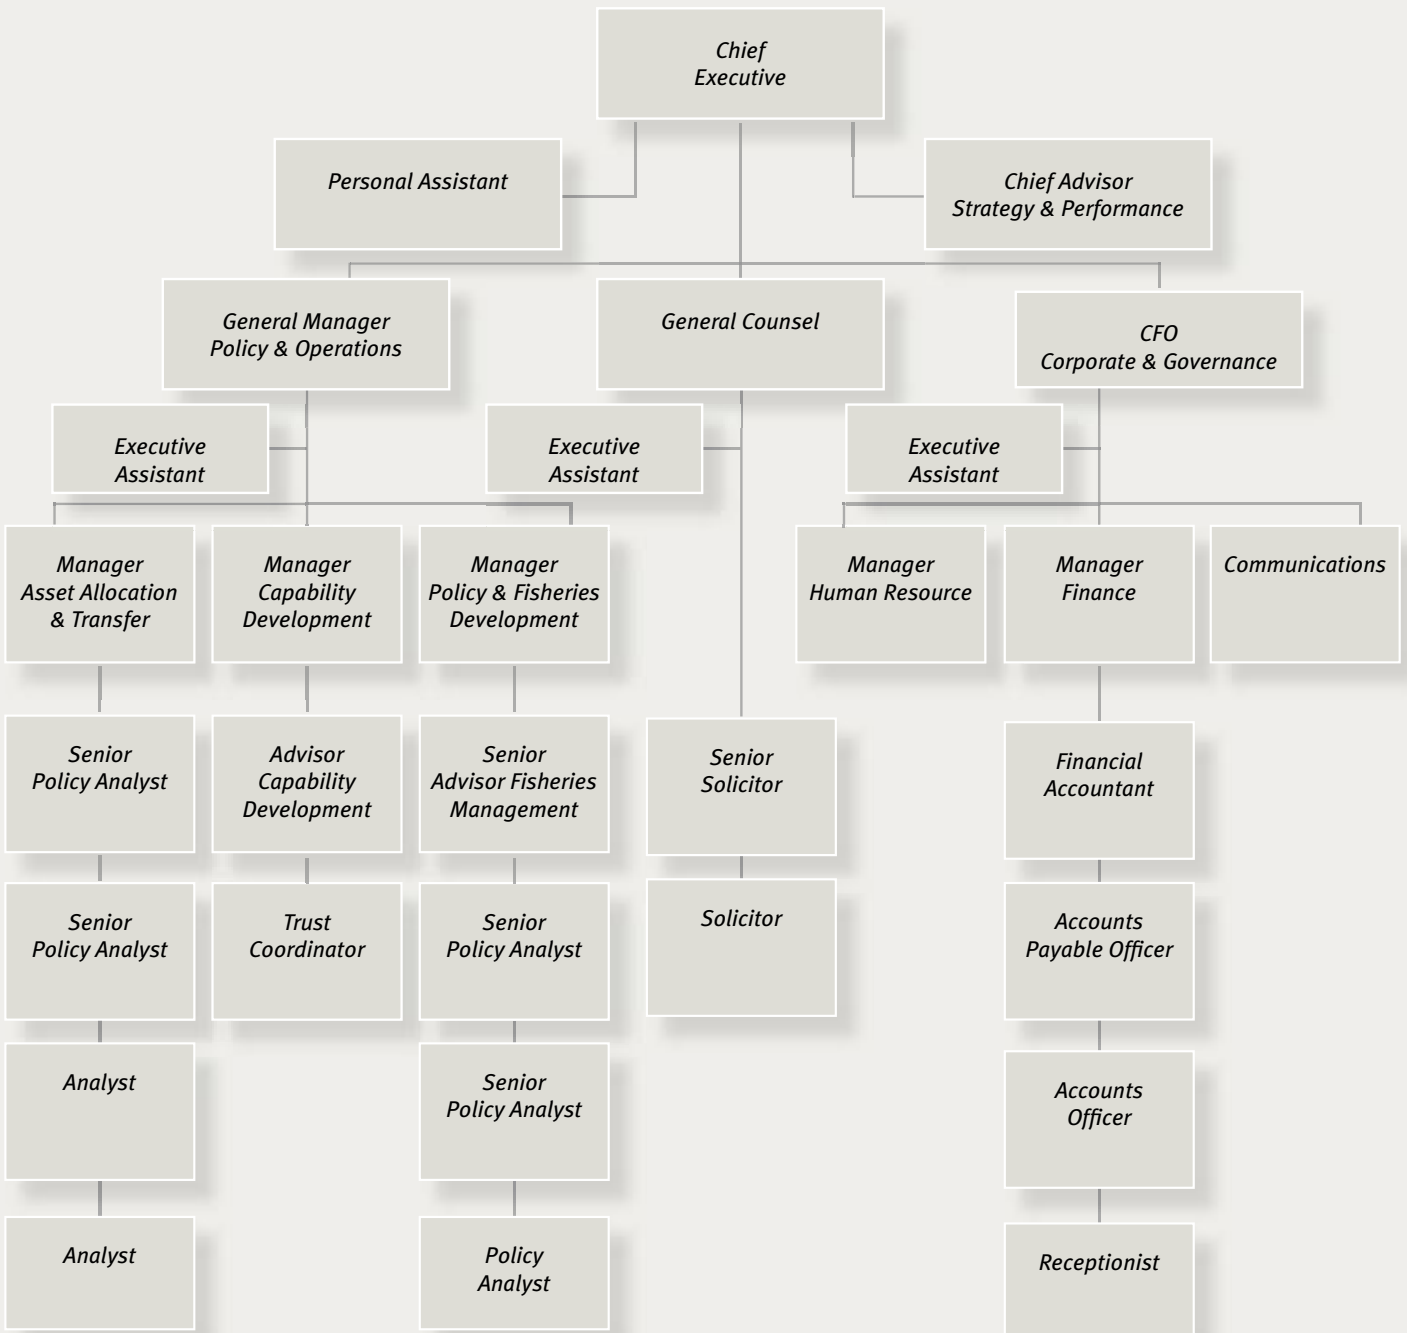 Chief
Executive
Personal Assistant
Chief Advisor
Strategy & Performance
General Manager
Policy & Operations
General Counsel
CFO
Corporate & Governance
Executive
Assistant
Executive
Assistant
Executive
Assistant
Manager
Asset Allocation
& Transfer
Manager
Capability
Development
Manager
Policy & Fisheries
Development
Manager
Human Resource
Manager
Finance
Communications
Senior
Policy Analyst
Advisor
Capability
Development
Senior
Advisor Fisheries
Management
Senior
Solicitor
Financial
Accountant
Senior
Policy Analyst
Trust
Coordinator
Senior
Policy Analyst
Solicitor
Accounts
Payable Officer
Analyst
Senior
Policy Analyst
Accounts
Officer
Analyst
Policy
Analyst
Receptionist